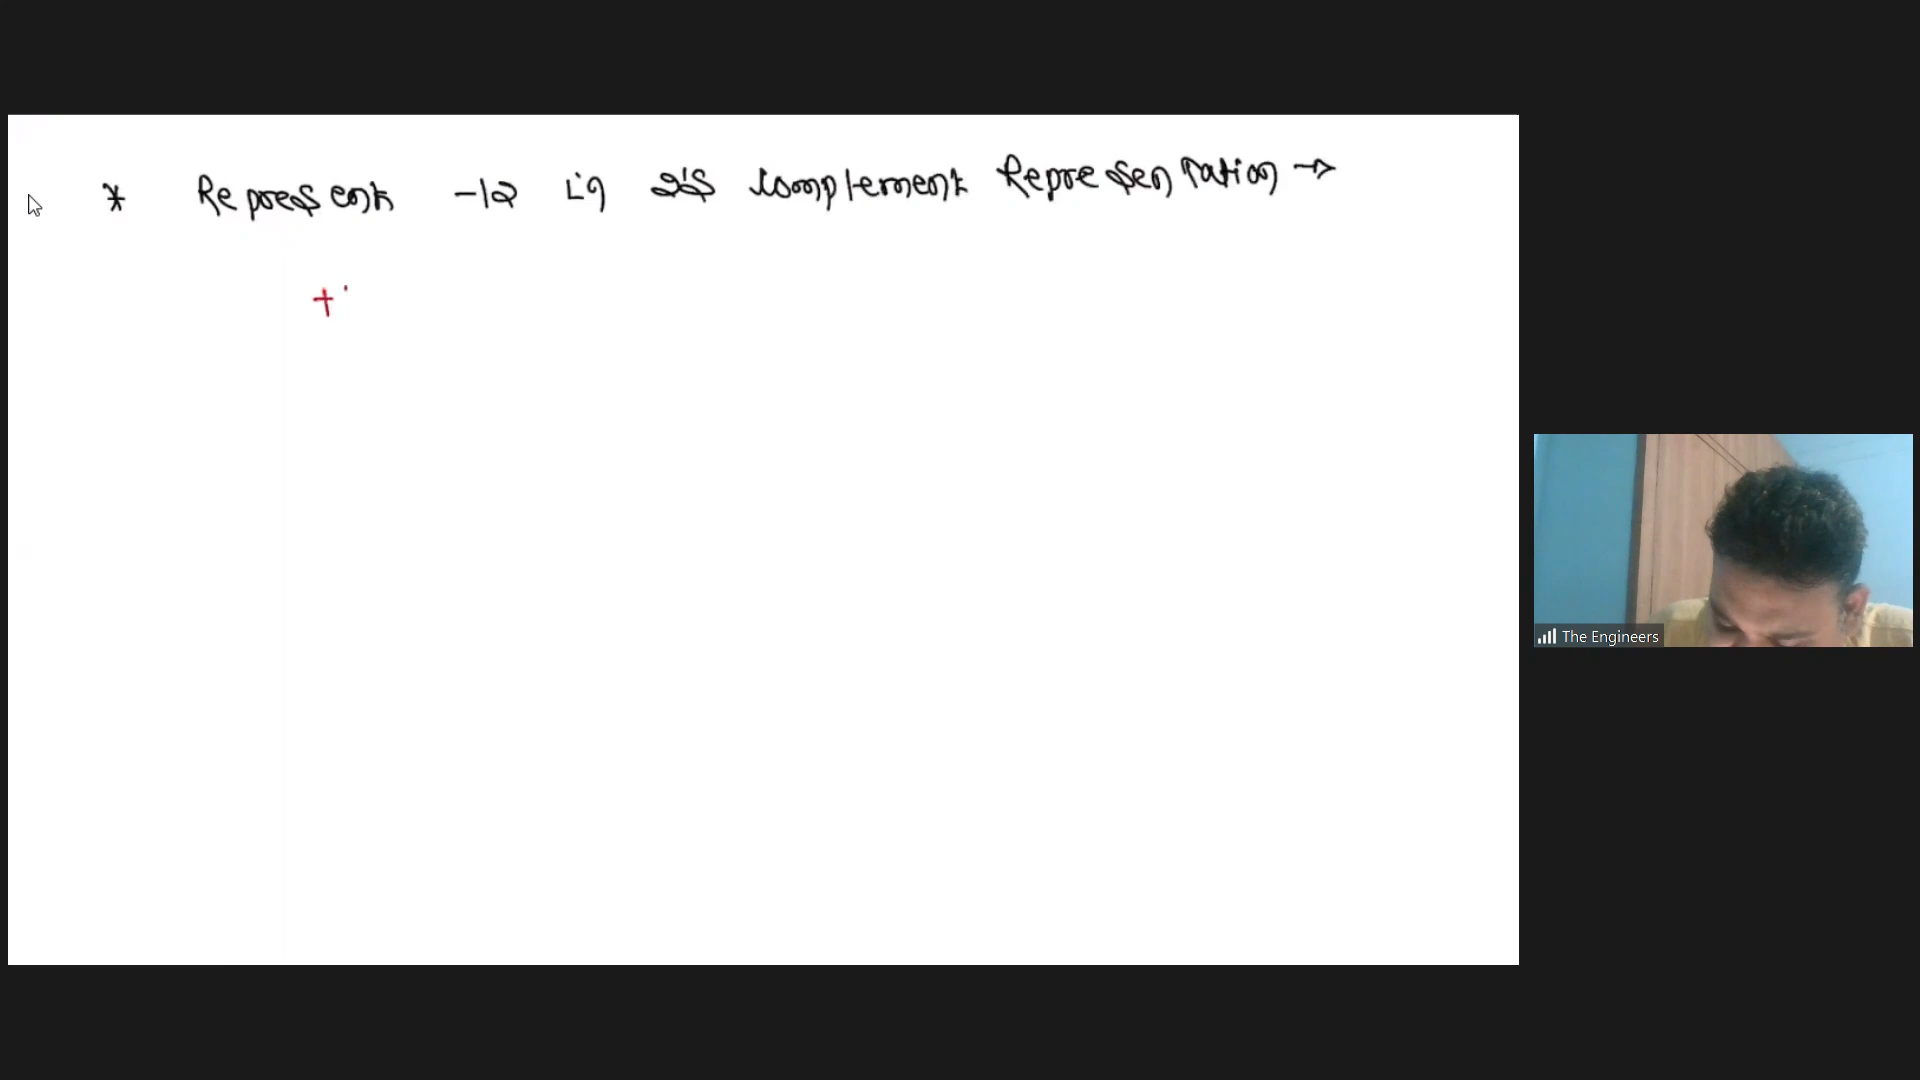 * Represent -12 in 2's complement Representation →
+'
The Engineers